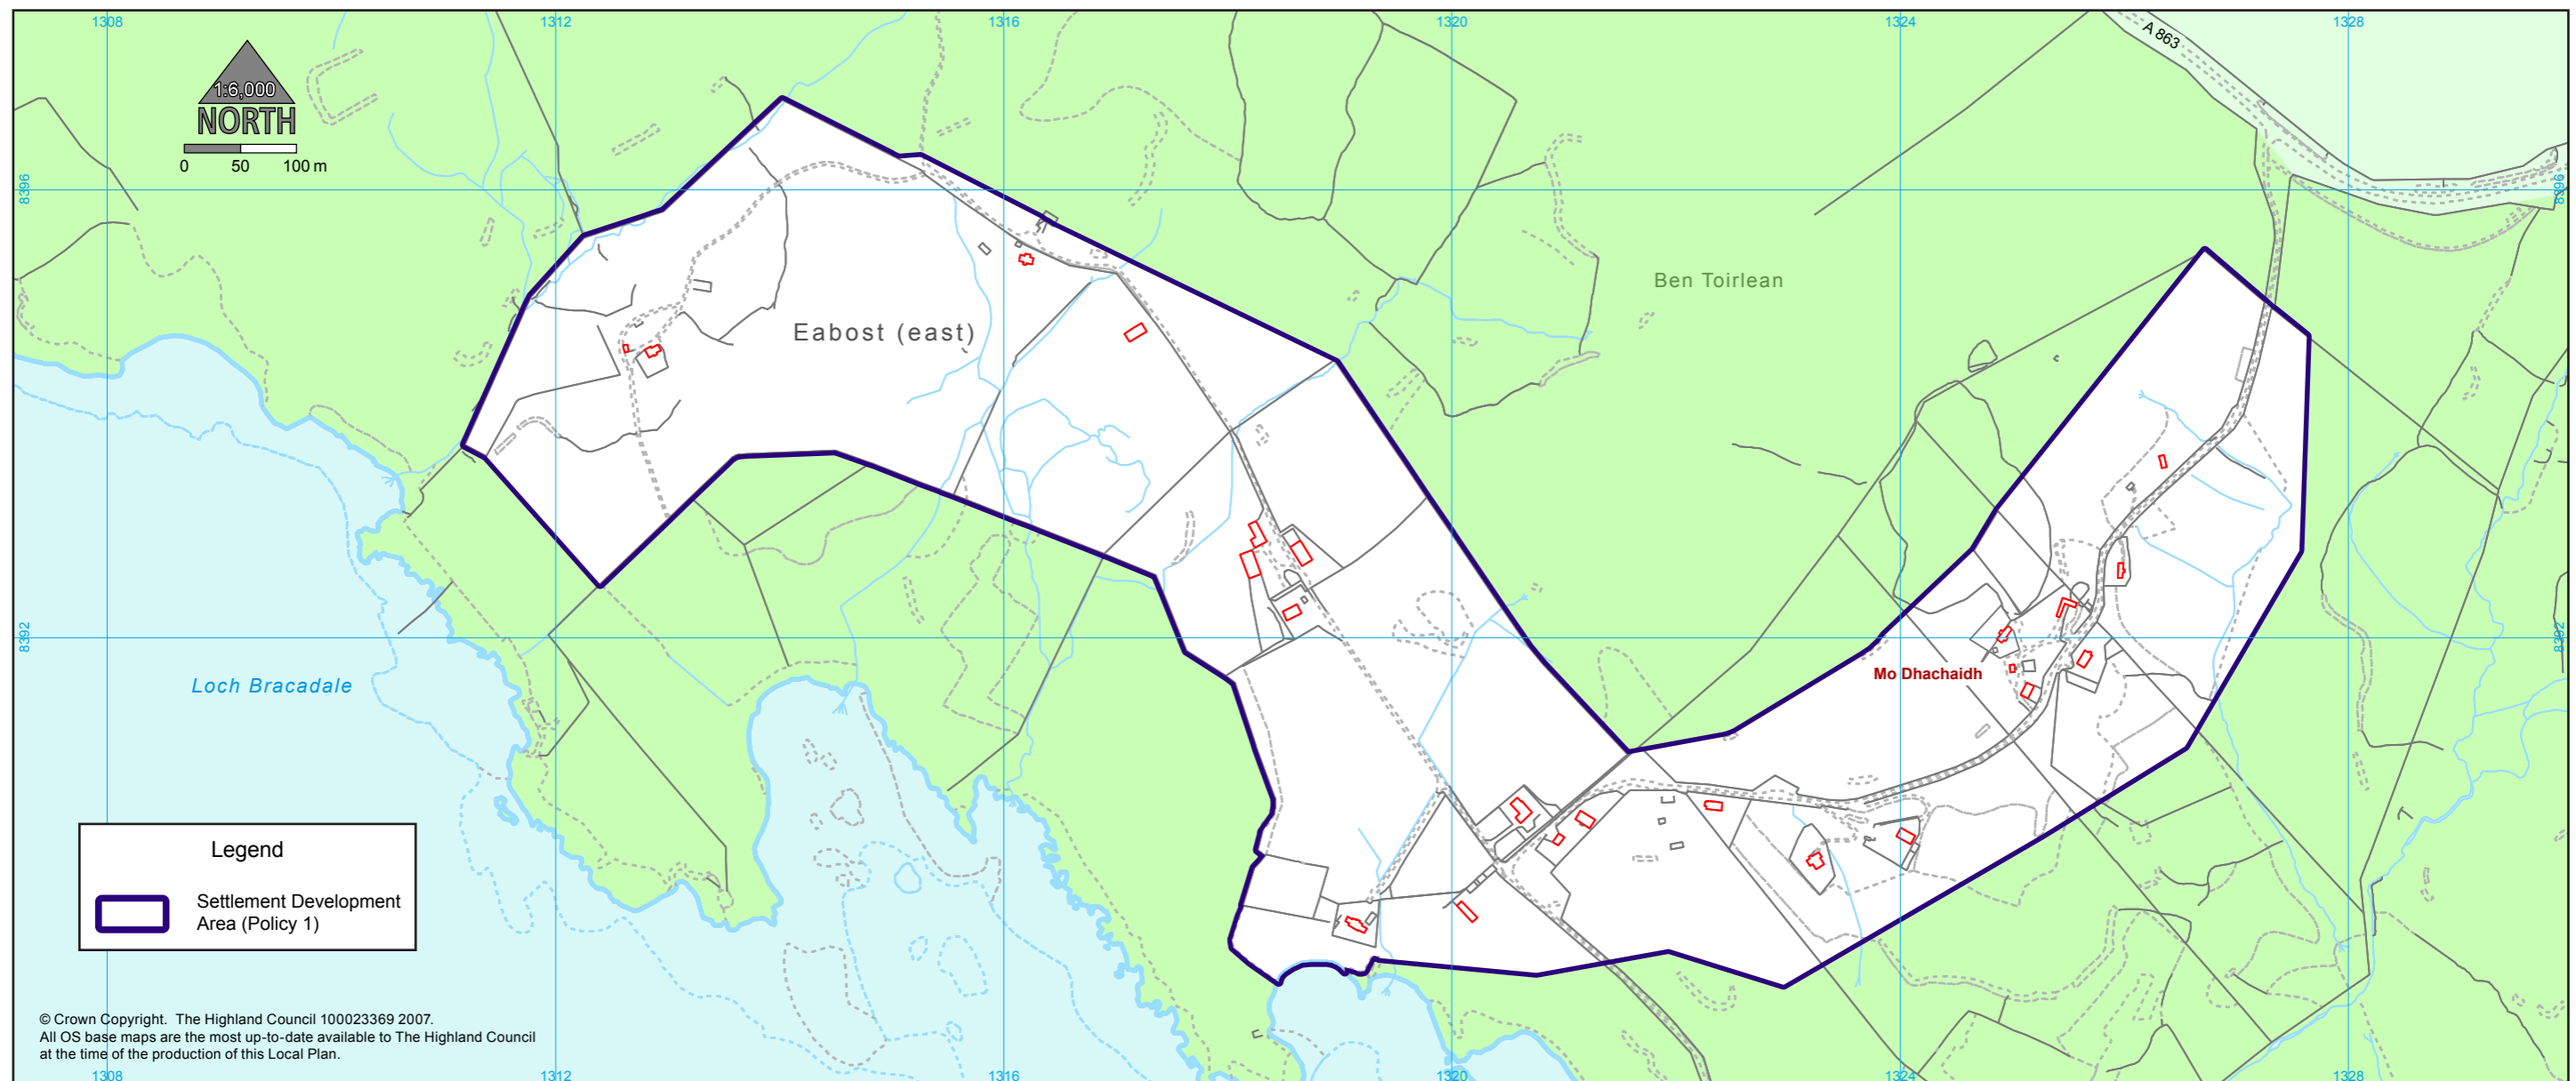 1308
1312
1316
1320
1324
1328
A 863
1:6,000
NORTH
0 50 100 m
8396
8396
Ben Toirlean
Eabost (east)
8392
8392
Mo Dhachaidh
Loch Bracadale
Legend
Settlement Development
Area (Policy 1)
© Crown Copyright. The Highland Council 100023369 2007.
All OS base maps are the most up-to-date available to The Highland Council
at the time of the production of this Local Plan.
1308
1312
1316
1320
1324
1328